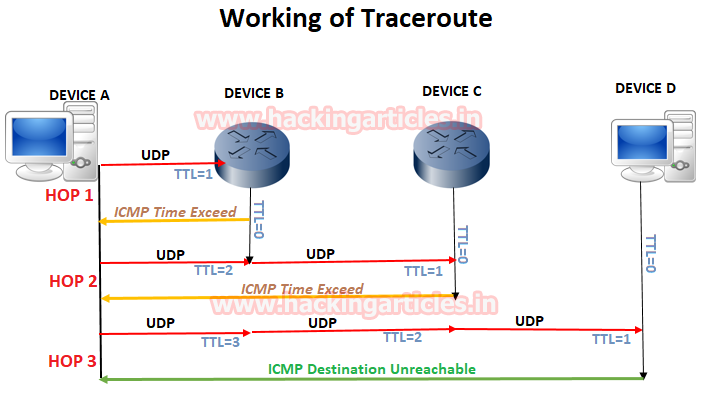 Working of Traceroute
DEVICE A
DEVICE B
DEVICE C
DEVICE D
www.hackingarticles.in
UDP
TTL=1
HOP 1
ICMP Time Exceed
TTL=0
TTL=0
TTL=0
UDP
UDP
TTL=2
TTL=1
HOP 2
ICMP Time Exceed
www.hackingarticles.in
UDP
UDP
UDP
TTL=3
TTL=2
TTL=1
HOP 3
ICMP Destination Unreachable